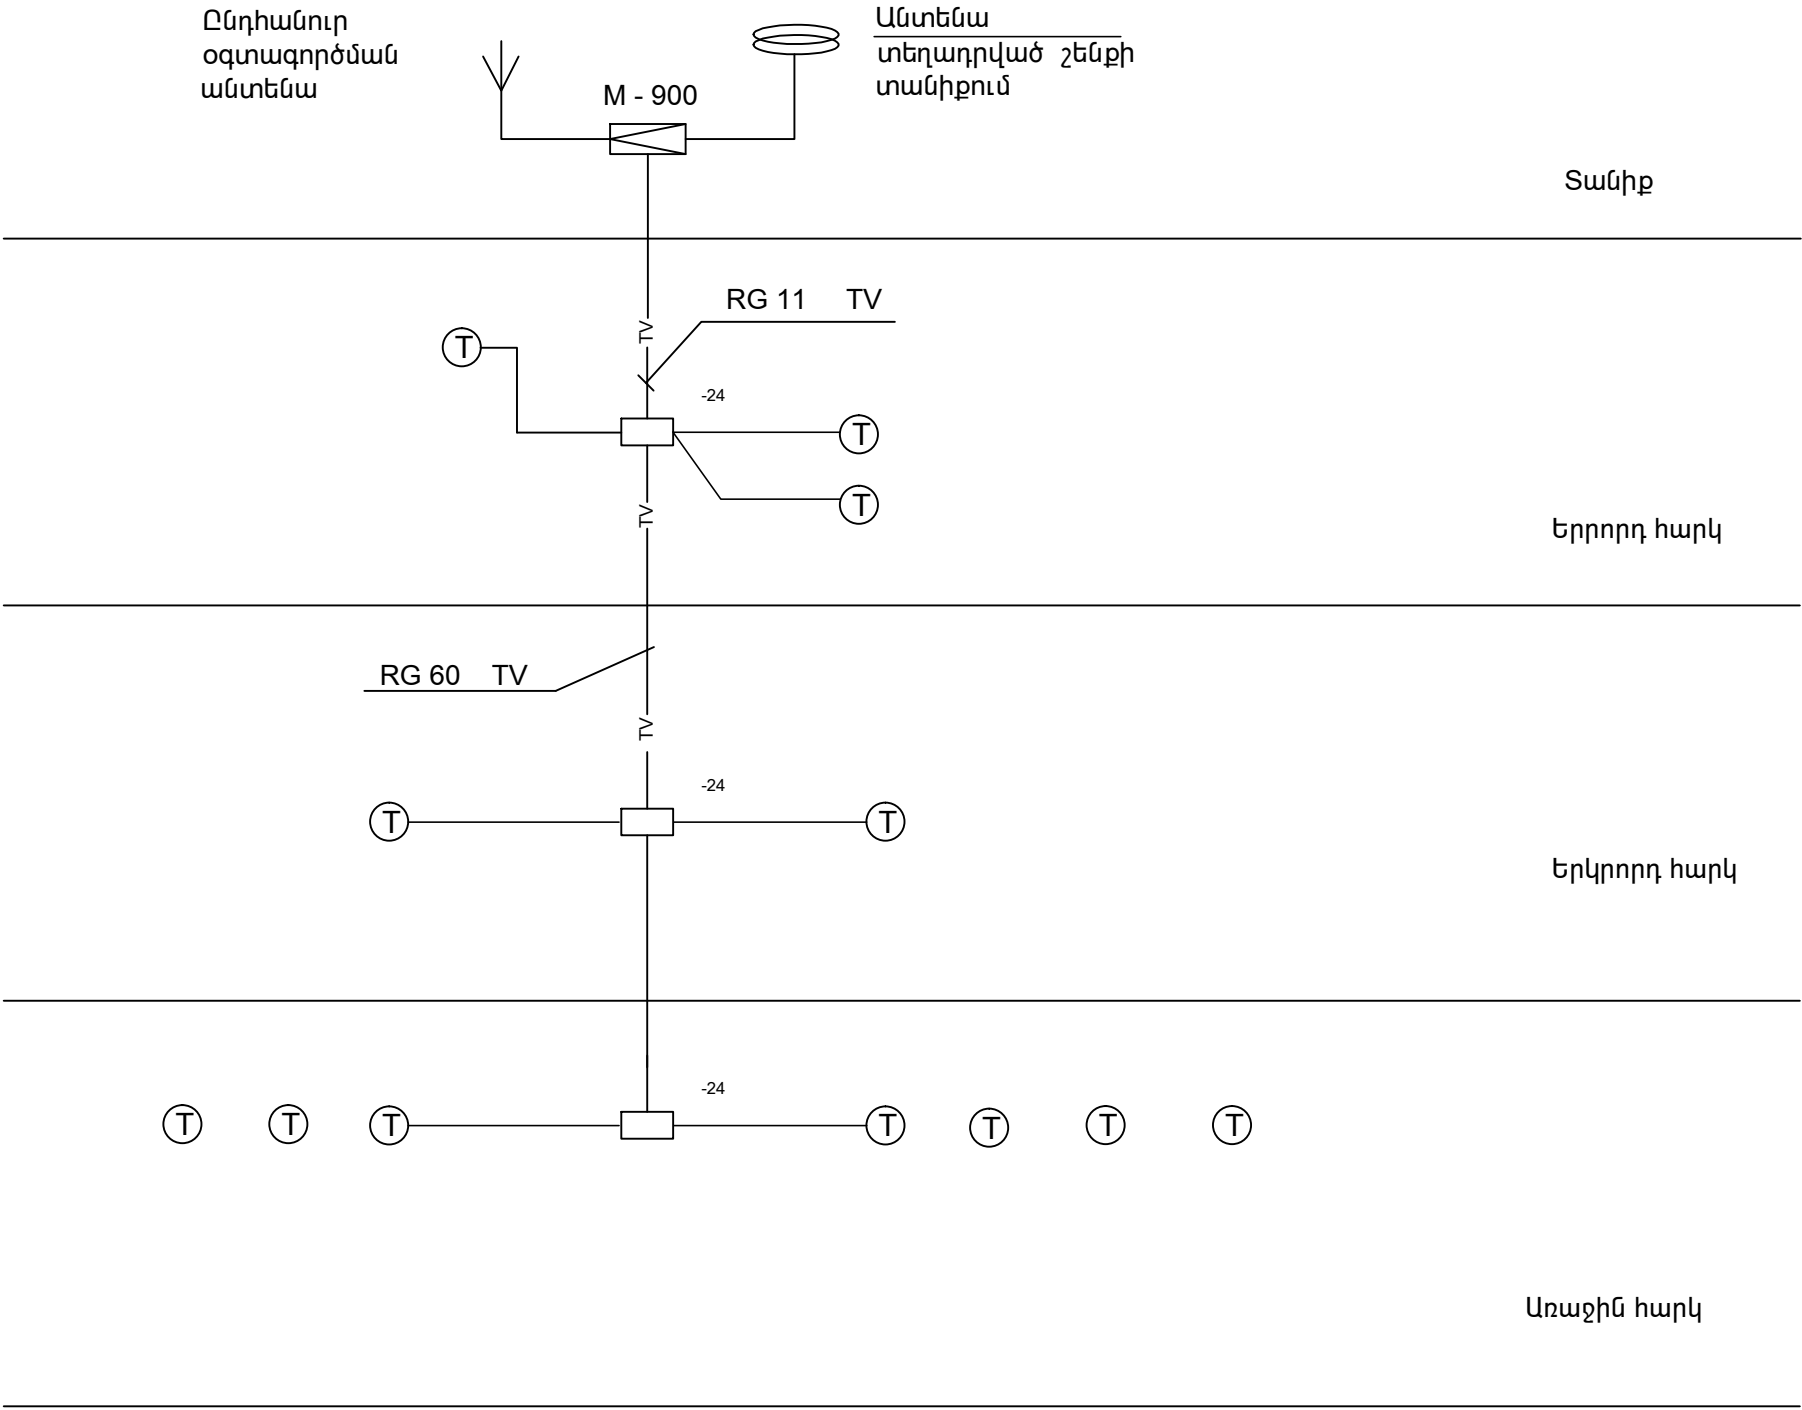 Ընդհանուր
օգտագործման
անտենա
Անտենա
տեղադրված շենքի
տանիքում
M - 900
Տանիք
RG 11 TV
TV
T
-24
T
T
TV
Երրորդ հարկ
RG 60 TV
TV
-24
T
T
Երկրորդ հարկ
-24
T T T T T T T
Առաջին հարկ